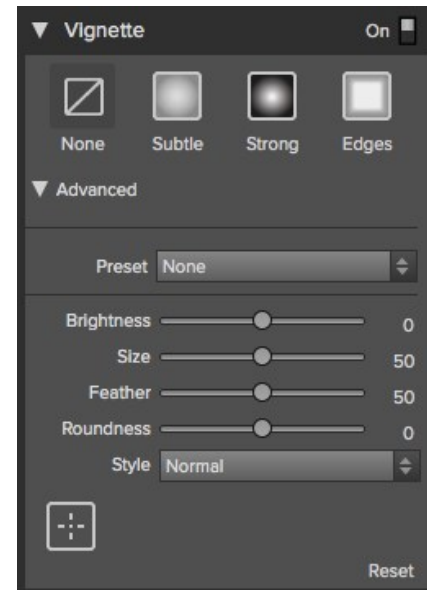 Vignette On
None Subtle Strong Edges
Advanced
Preset None
Brightness 0
Size 50
Feather 50
Roundness 0
Style Normal
Reset